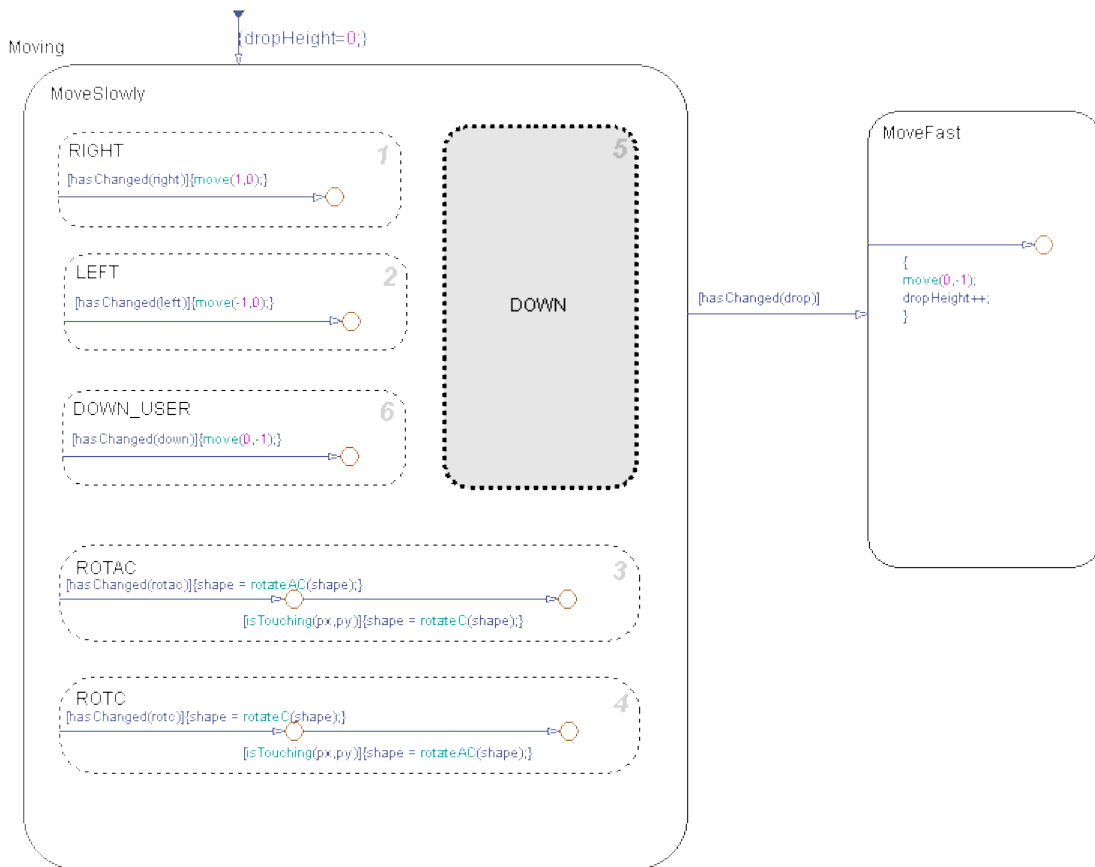 {dropHeight=0;}
Moving
MoveSlowly
RIGHT
1
[hasChanged(right)]{move(1,0);}
LEFT
2
[hasChanged(left)]{move(-1,0);}
DOWN_USER
6
[hasChanged(down)]{move(0,-1);}
5
DOWN
ROTAC
3
[hasChanged(rotac)]{shape = rotateAC(shape);}
[isTouching(px,py)]{shape = rotateC(shape);}
ROTC
4
[hasChanged(rotc)]{shape = rotateC(shape);}
[isTouching(px,py)]{shape = rotateAC(shape);}
[hasChanged(drop)]
MoveFast
{
move(0,-1);
dropHeight++;
}